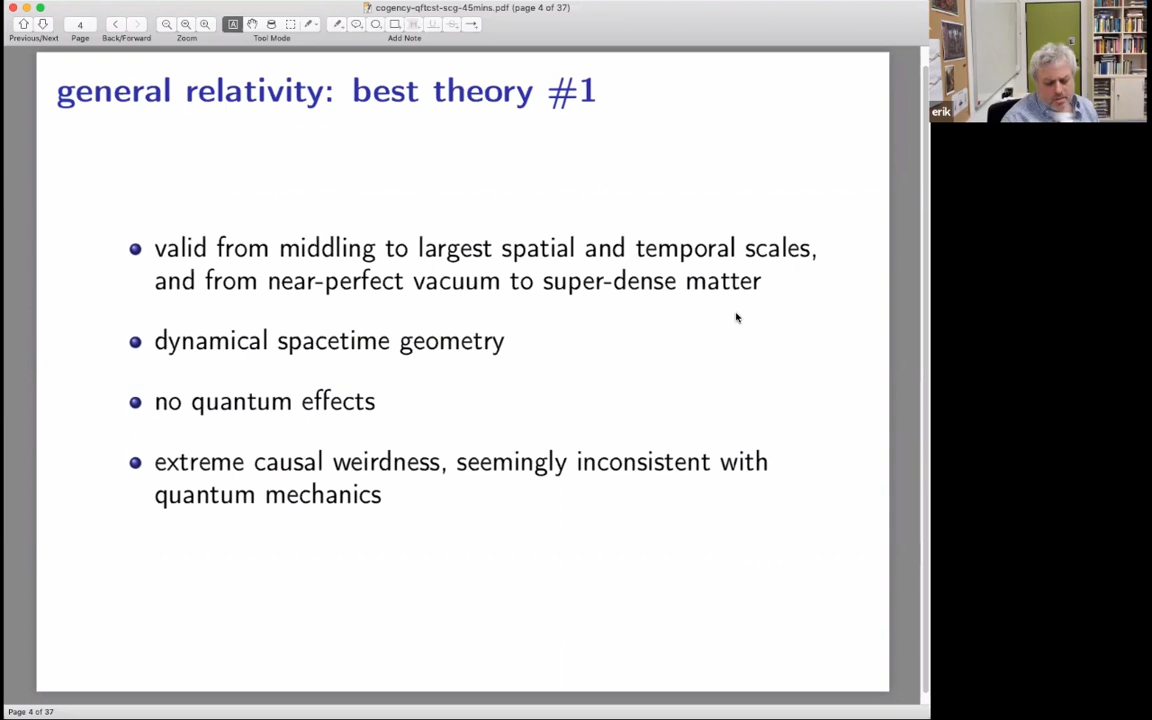 cogency-qftcst-scg-45mins.pdf (page 4 of 37)
4
Previous/Next Page Back/Forward Zoom Tool Mode Add Note
general relativity: best theory #1
valid from middling to largest spatial and temporal scales,
and from near-perfect vacuum to super-dense matter
dynamical spacetime geometry
no quantum effects
extreme causal weirdness, seemingly inconsistent with
quantum mechanics
Page 4 of 37
erik